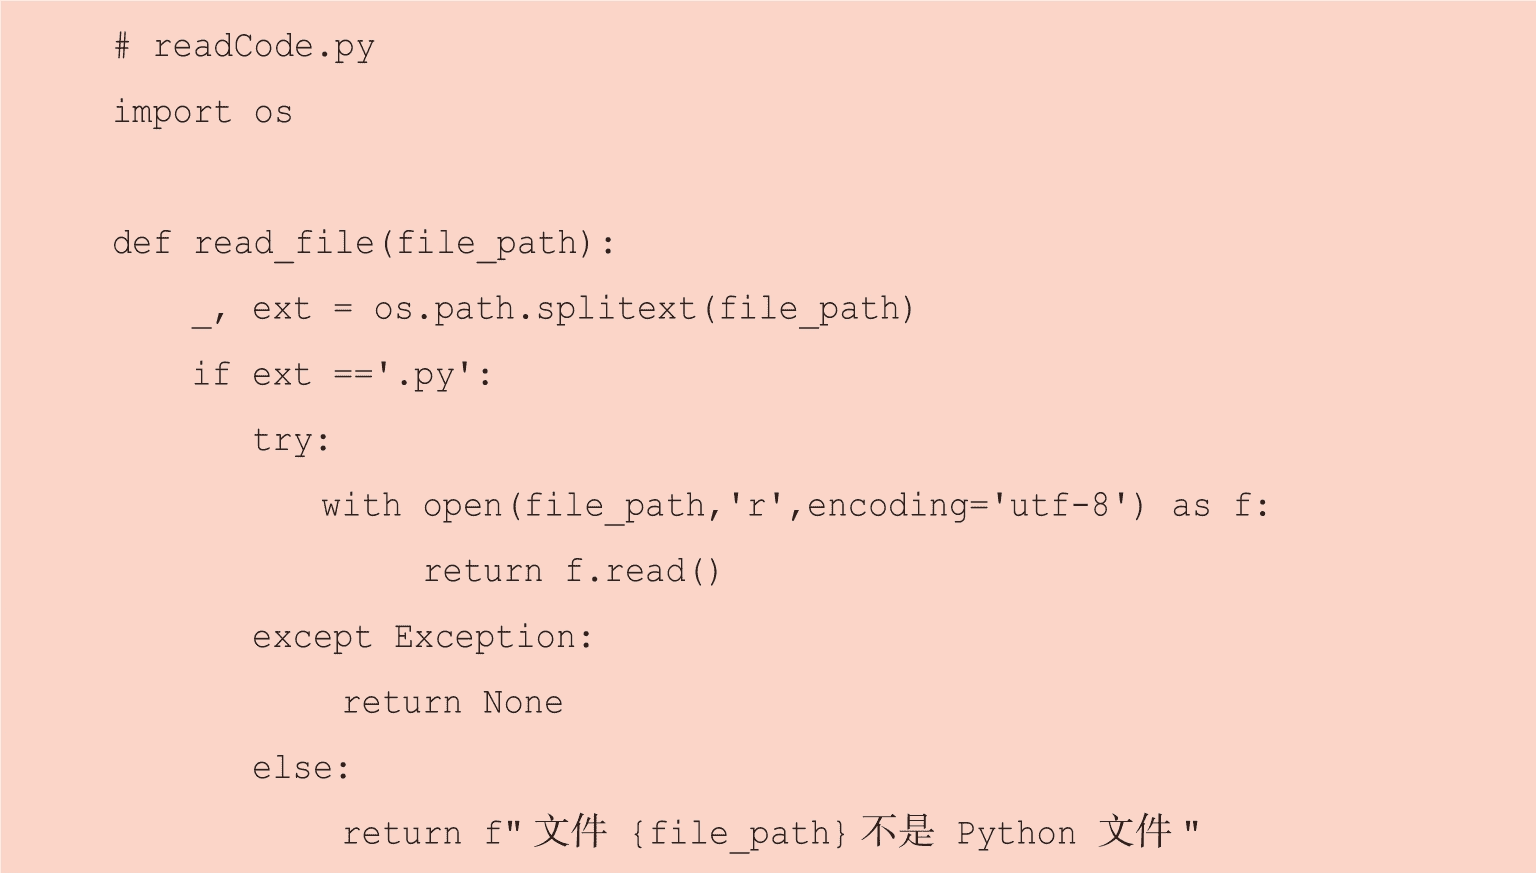 # readCode.py
import os
def read_file(file_path):
_, ext = os.path.splitext(file_path)
if ext =='.py':
try:
with open(file_path,'r',encoding='utf-8') as f:
return f.read()
except Exception:
return None
else:
return f" 文件 {file_path} 不是 Python 文件 "